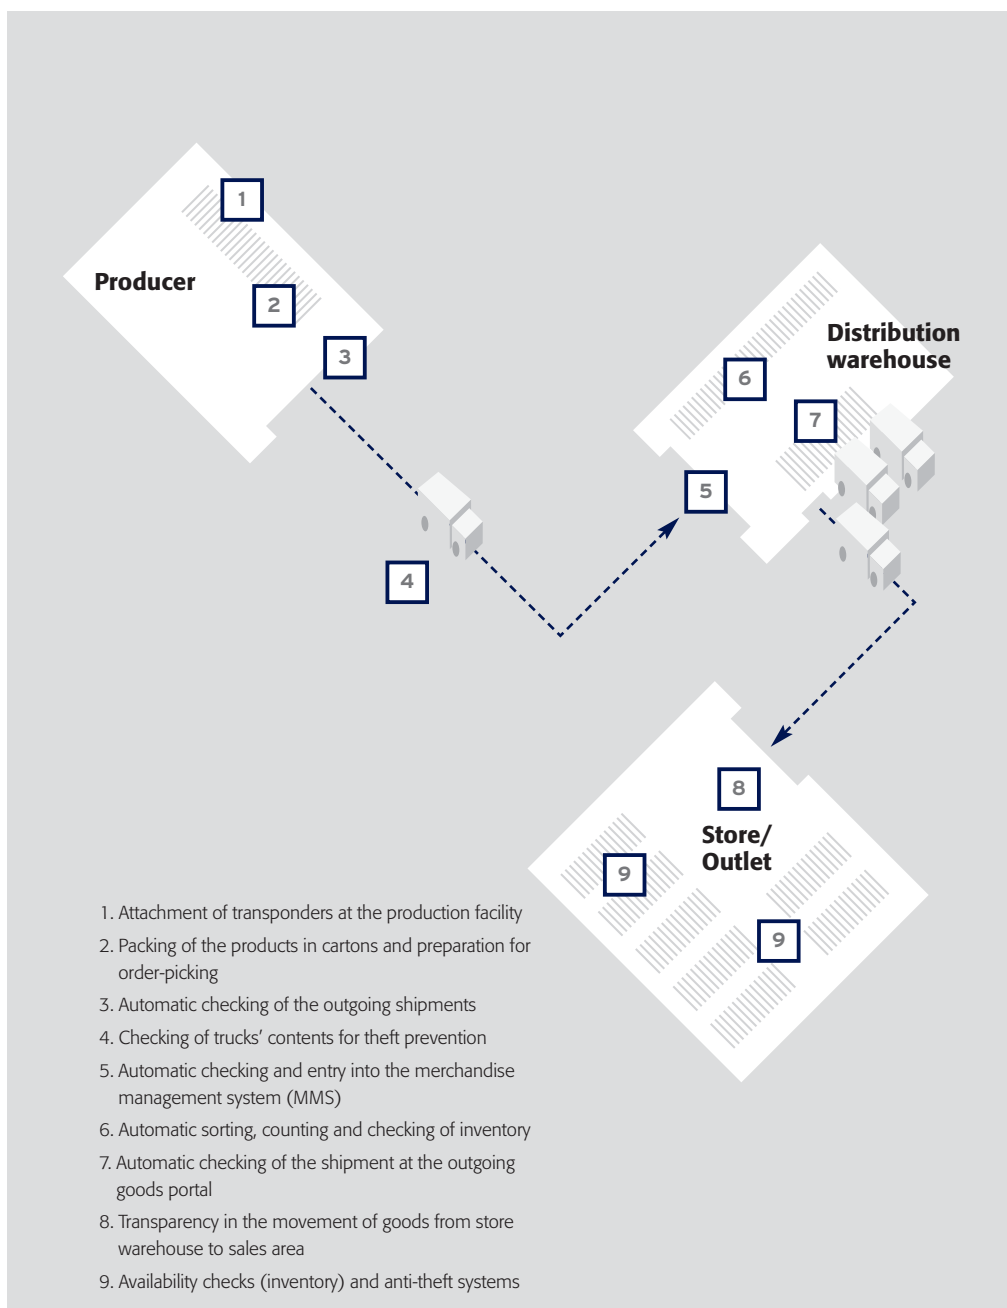 1
Producer
2
3
Distribution
warehouse
6
7
5
4
8
Store/
Outlet
9
9
1. Attachment of transponders at the production facility
2. Packing of the products in cartons and preparation for
order-picking
3. Automatic checking of the outgoing shipments
4. Checking of trucks’ contents for theft prevention
5. Automatic checking and entry into the merchandise
management system (MMS)
6. Automatic sorting, counting and checking of inventory
7. Automatic checking of the shipment at the outgoing
goods portal
8. Transparency in the movement of goods from store
warehouse to sales area
9. Availability checks (inventory) and anti-theft systems